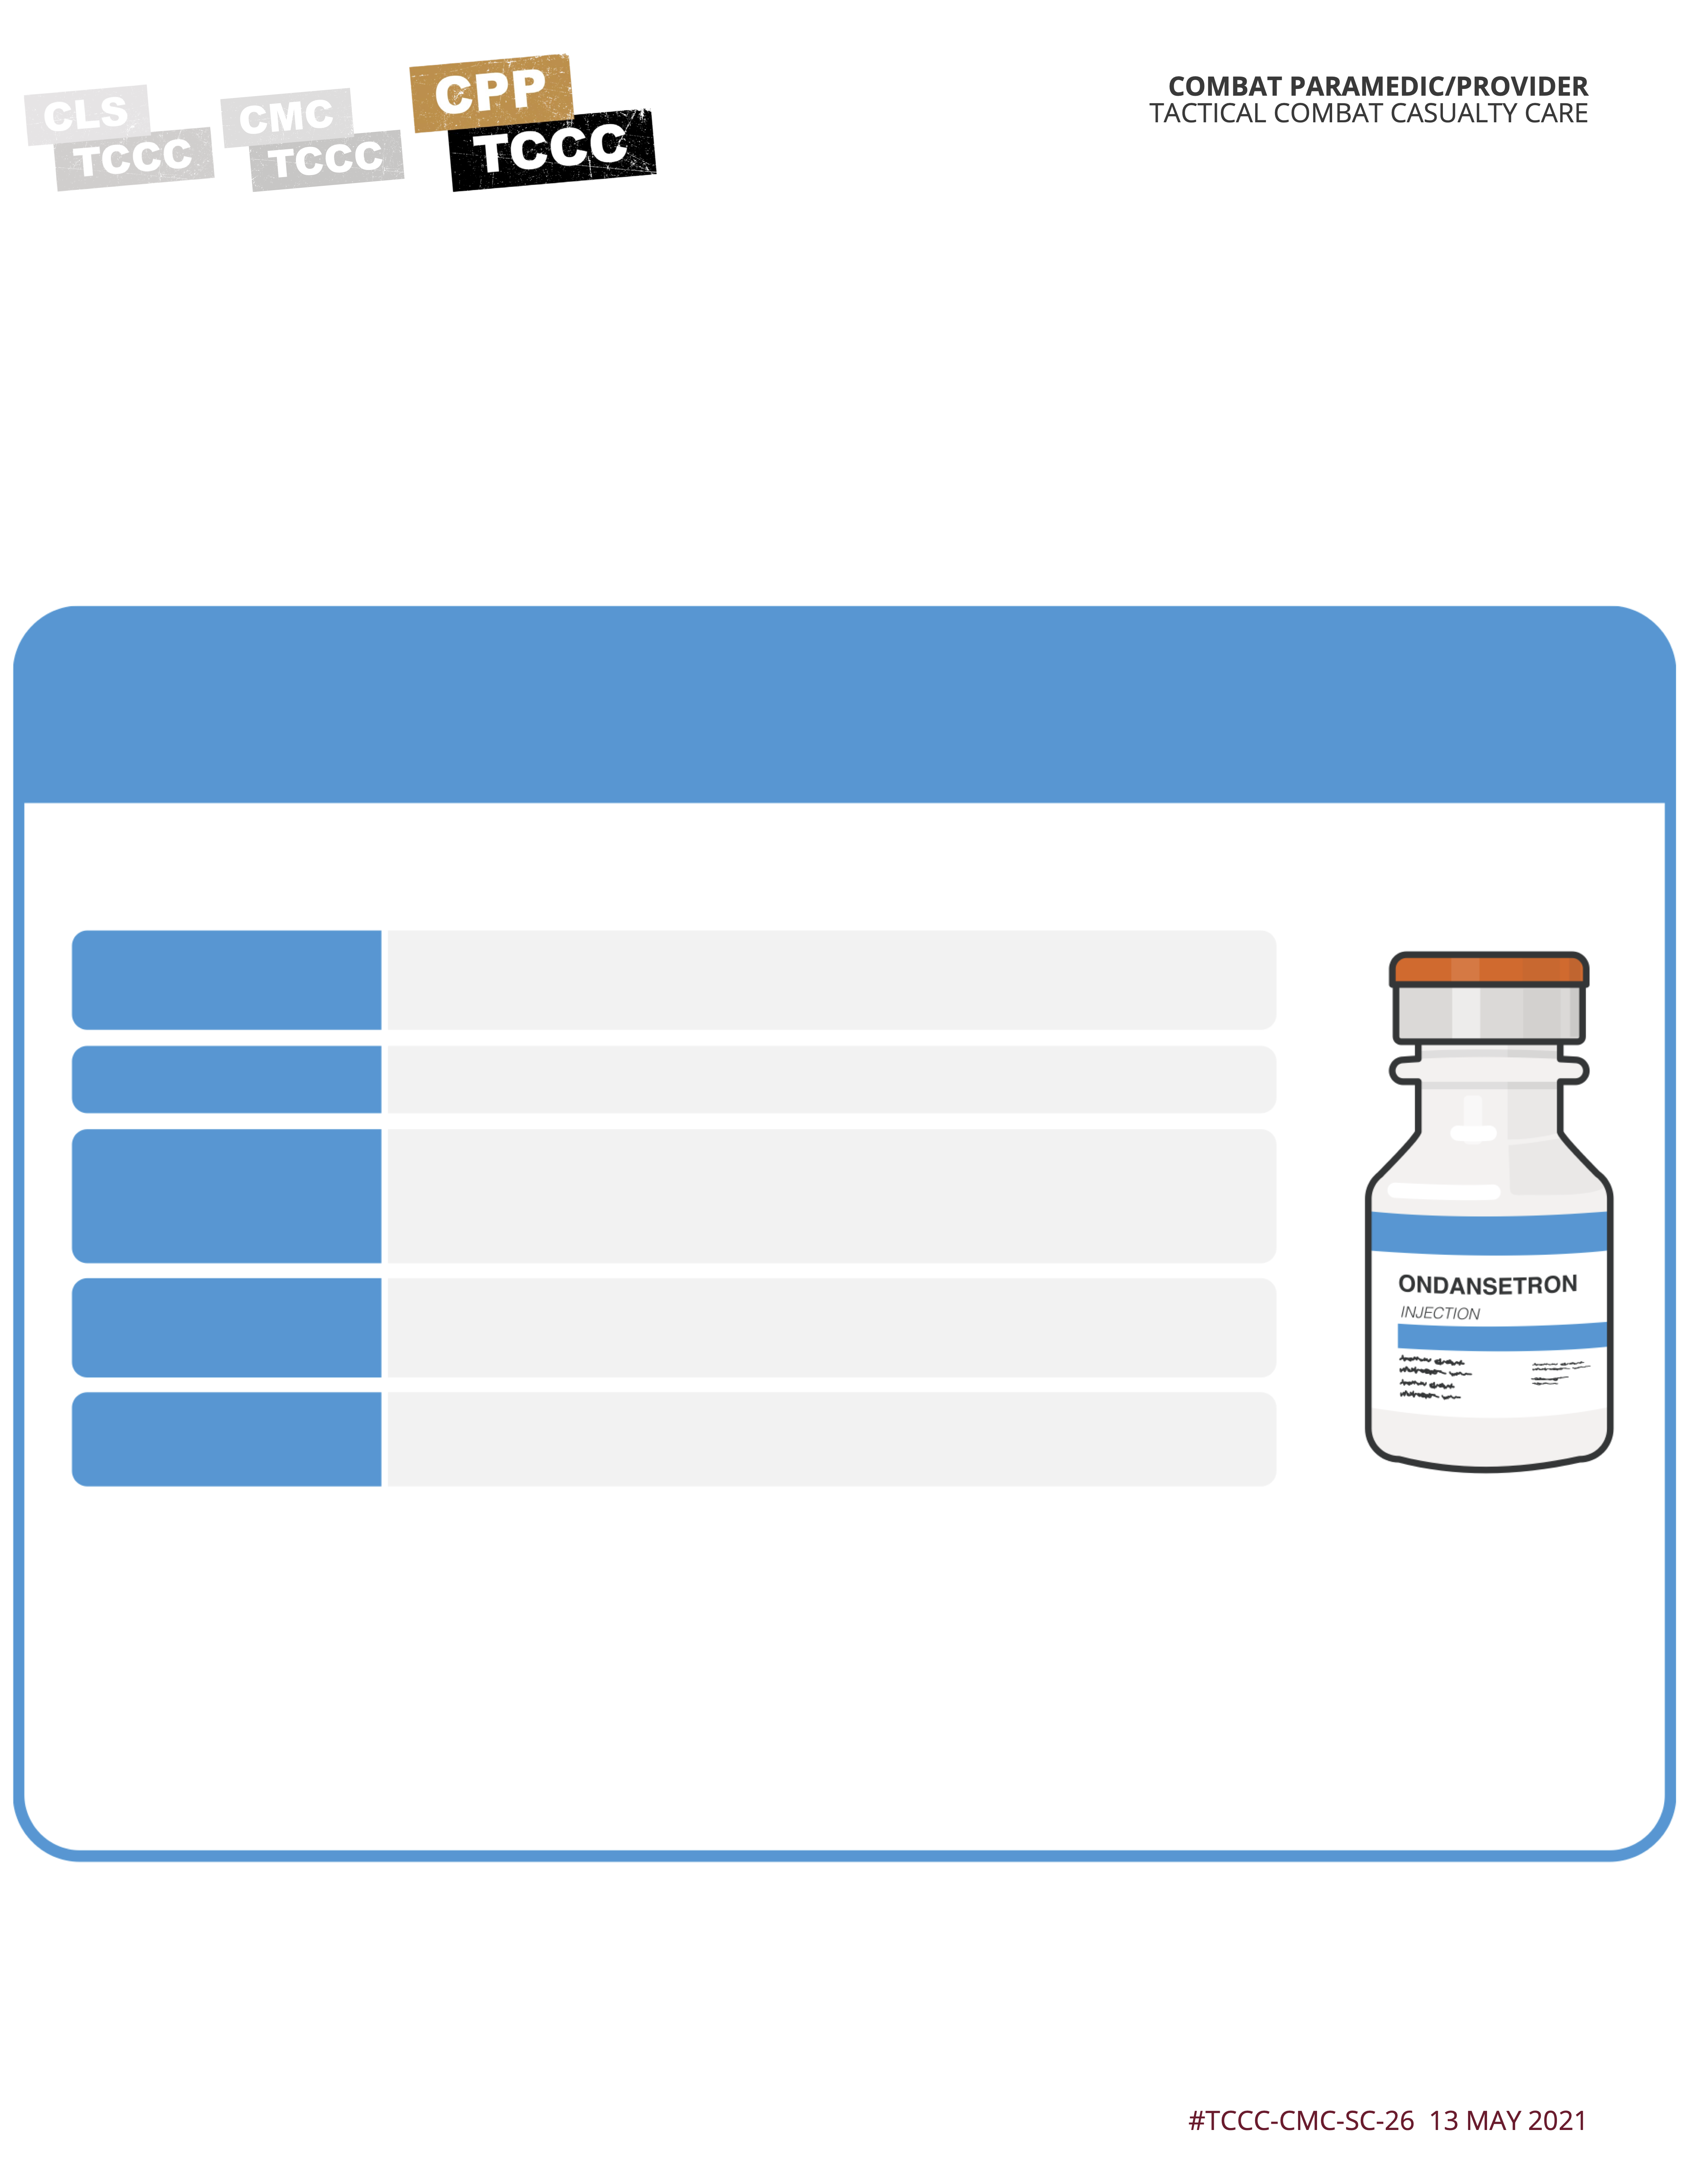 CLS
TCCC
CMC
TCCC
CPP
TCCC
COMBAT PARAMEDIC/PROVIDER
TACTICAL COMBAT CASUALTY CARE
ONDANSETRON
INJECTION
#TCCC-CMC-SC-26 13 MAY 2021